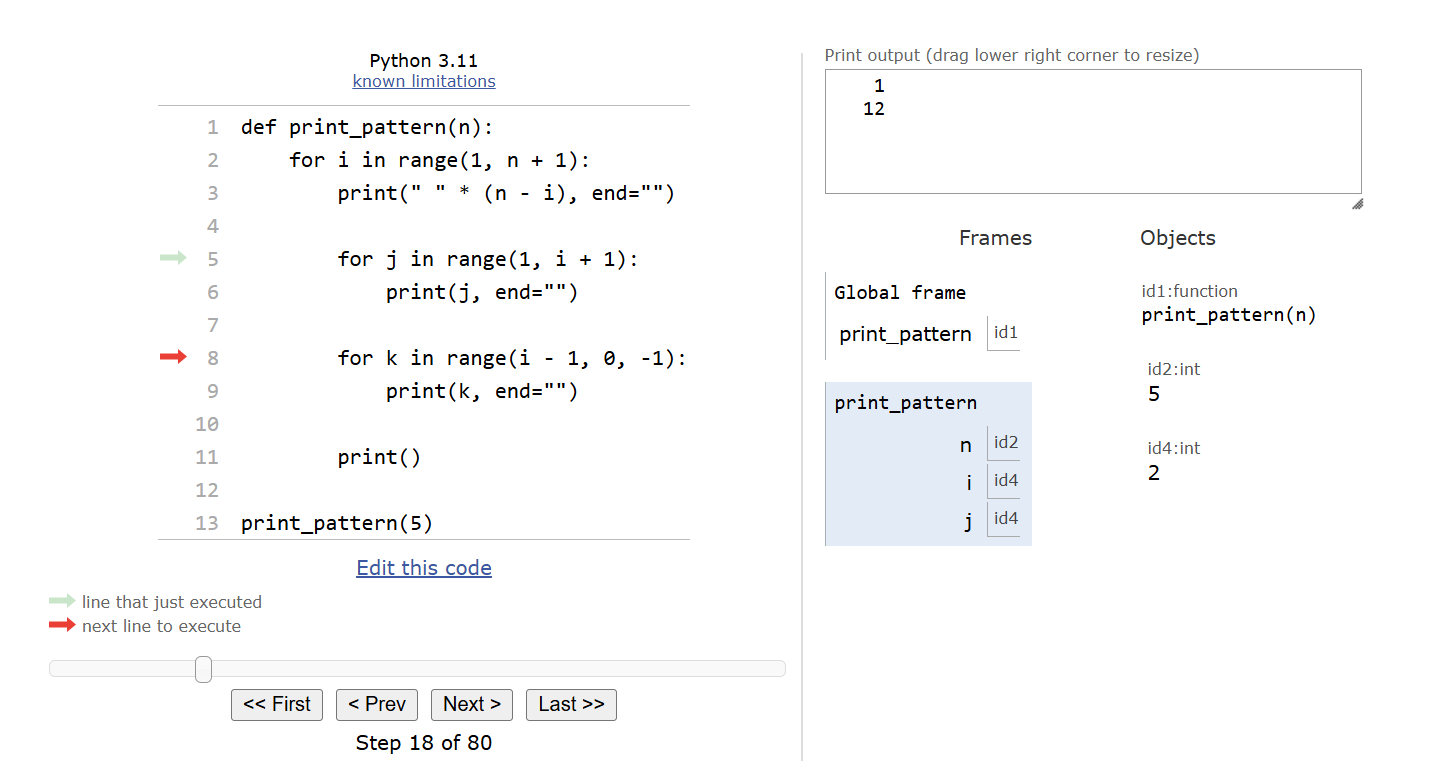 Python 3.11
known limitations
1 def print_pattern(n):
2     for i in range(1, n + 1):
3         print(" " * (n - i), end="")
4
5         for j in range(1, i + 1):
6             print(j, end="")
7
8         for k in range(i - 1, 0, -1):
9             print(k, end="")
10
11         print()
12
13 print_pattern(5)
Edit this code
line that just executed
next line to execute
<< First < Prev Next > Last >>
Step 18 of 80
Print output (drag lower right corner to resize)
    1
   12
Frames Objects
Global frame
print_pattern id1
print_pattern
n id2
i id4
j id4
id1:function
print_pattern(n)
id2:int
5
id4:int
2